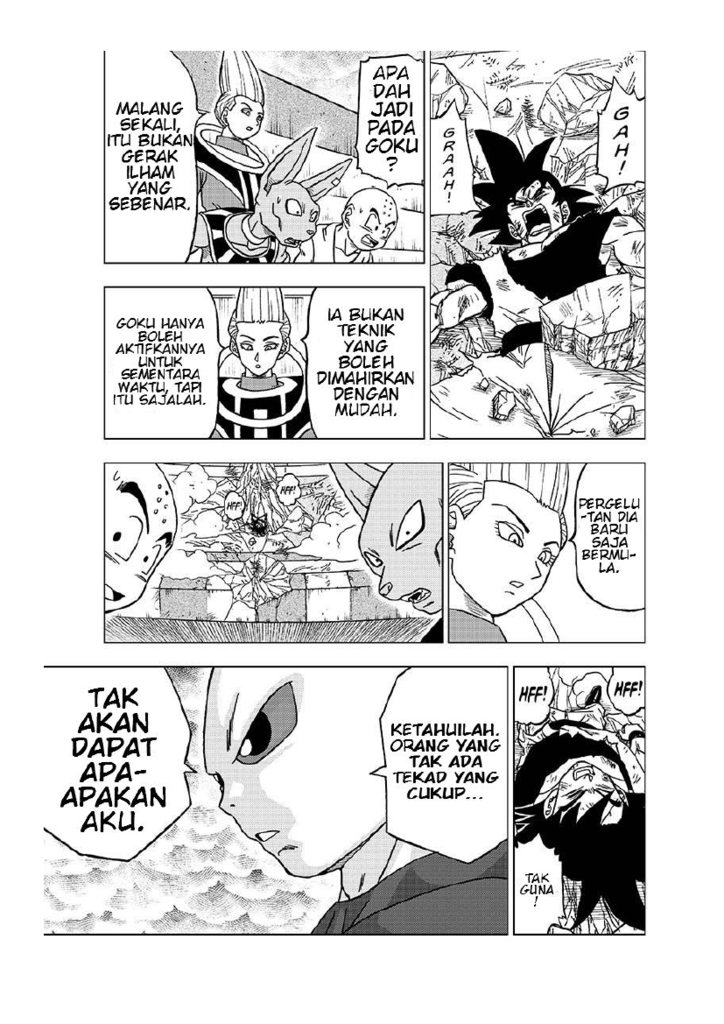 GAH!
GRAAH!
APA
DAH
JADI
PADA
GOKU
?
MALANG
SEKALI,
ITU BUKAN
GERAK
ILHAM
YANG
SEBENAR.
IA BUKAN
TEKNIK
YANG
BOLEH
DIMAHIRKAN
DENGAN
MUDAH.
GOKU HANYA
BOLEH
AKTIFKANNYA
UNTUK
SEMENTARA
WAKTU, TAPI
ITU SAJALAH.
PERGELU
-TAN DIA
BARU
SAJA
BERMU-
LA.
HFF!
HFF!
HFF!
HFF!
TAK
GUNA!
KETAHUILAH.
ORANG YANG
TAK ADA
TEKAD YANG
CUKUP...
TAK
AKAN
DAPAT
APA-
APAKAN
AKU.